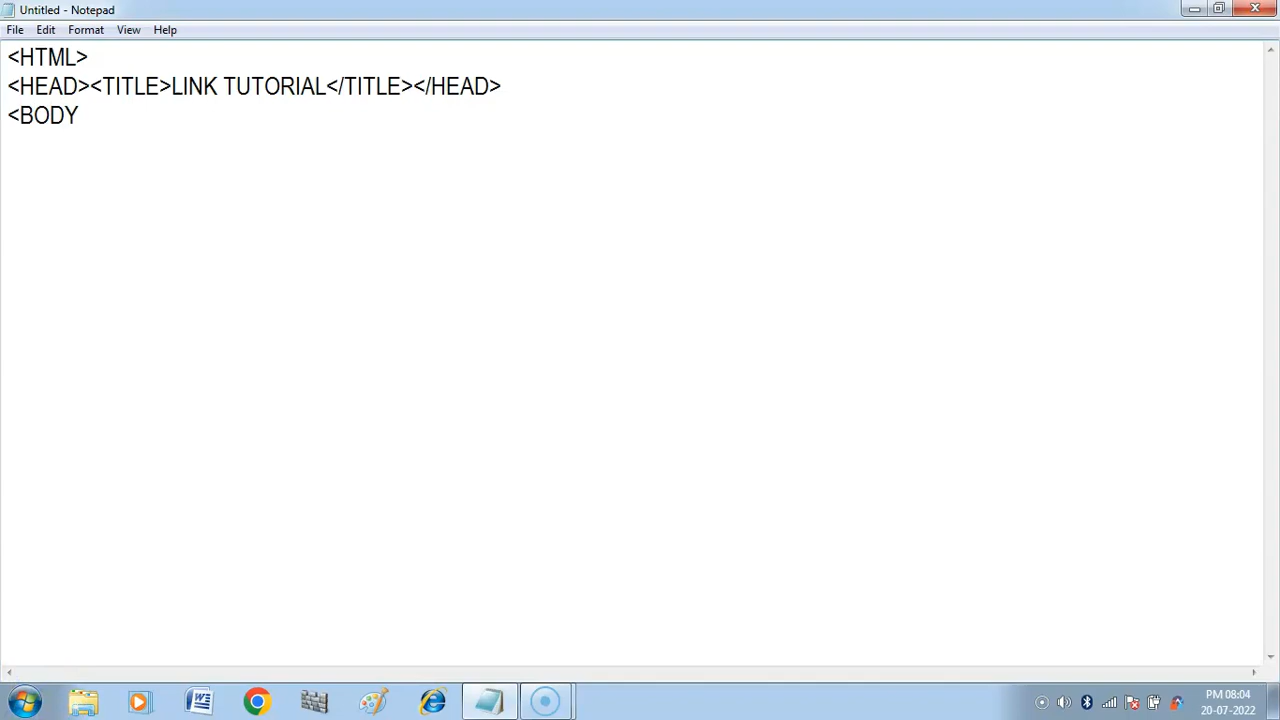 Untitled - Notepad
File Edit Format View Help
<HTML>
<HEAD><TITLE>LINK TUTORIAL</TITLE></HEAD>
<BODY
PM 08:04
20-07-2022